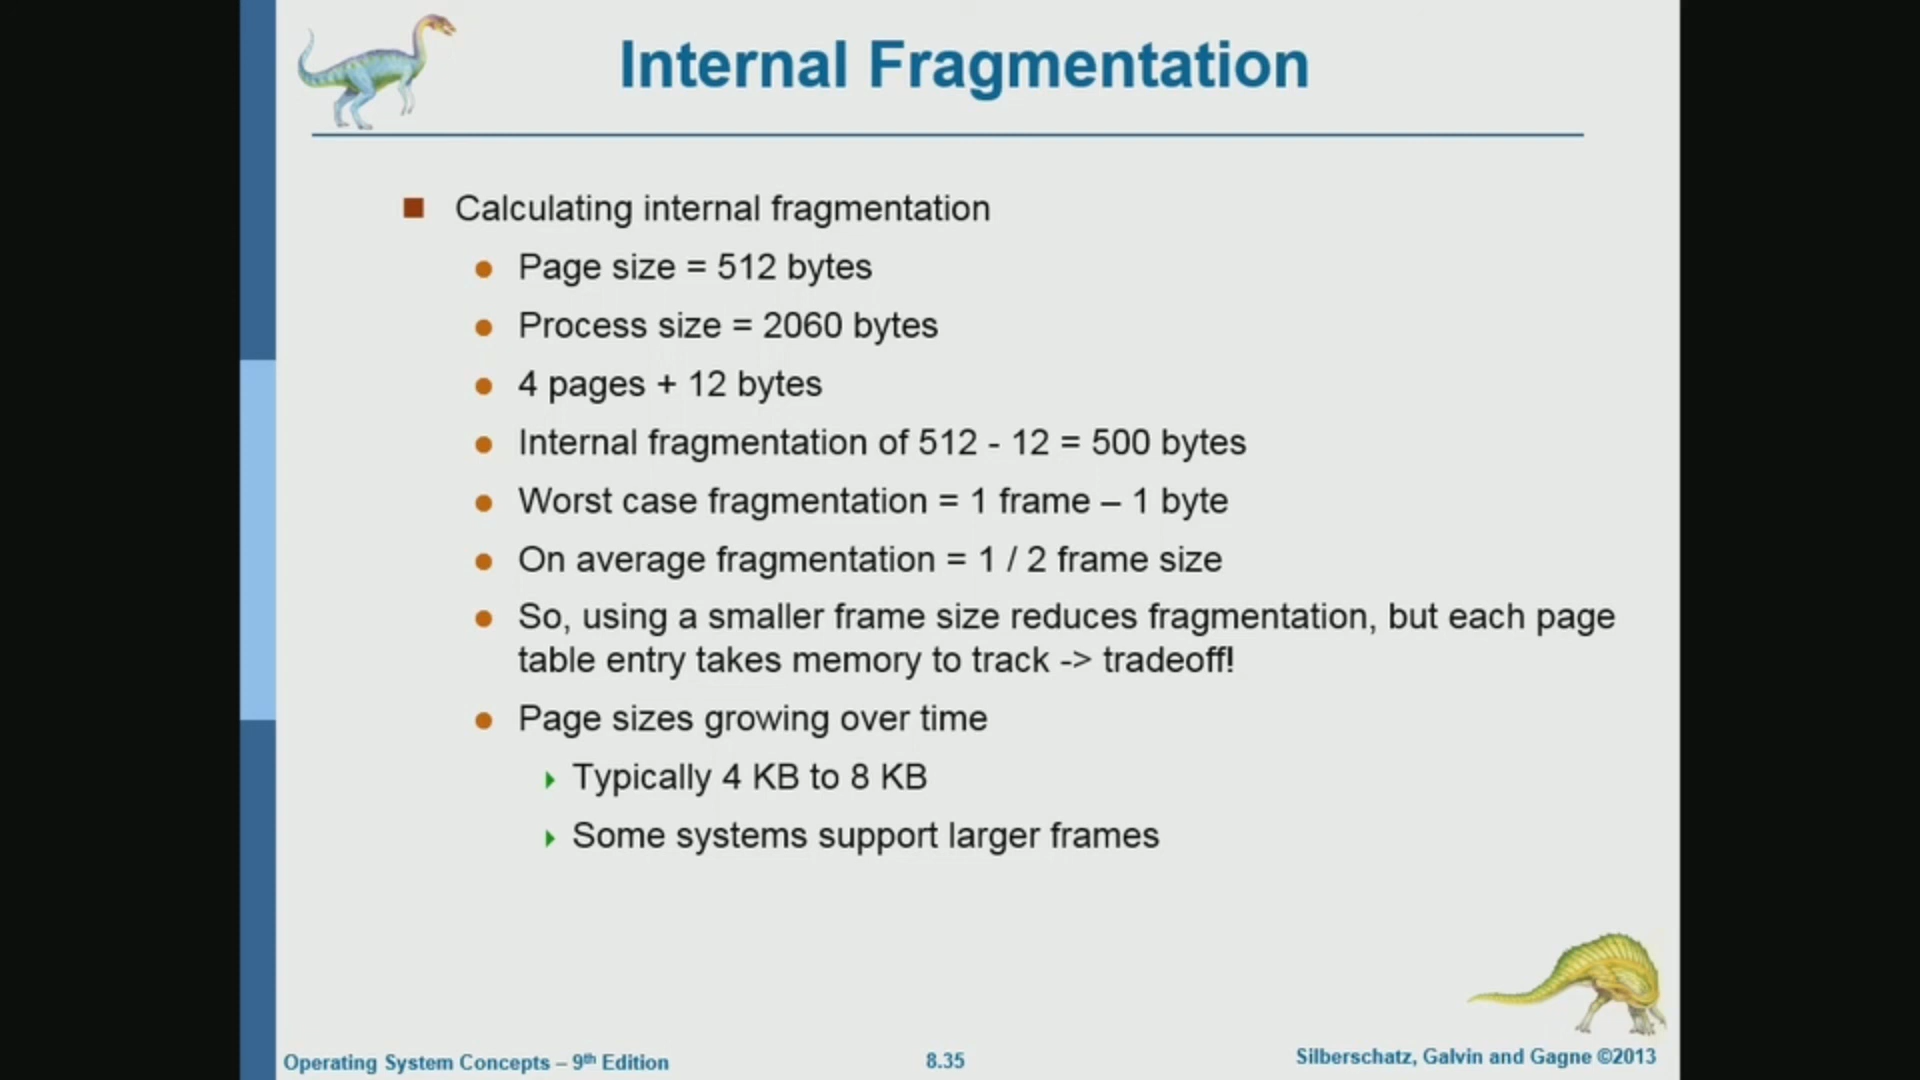 Internal Fragmentation
Calculating internal fragmentation
Page size = 512 bytes
Process size = 2060 bytes
4 pages + 12 bytes
Internal fragmentation of 512 - 12 = 500 bytes
Worst case fragmentation = 1 frame – 1 byte
On average fragmentation = 1 / 2 frame size
So, using a smaller frame size reduces fragmentation, but each page
table entry takes memory to track -> tradeoff!
Page sizes growing over time
Typically 4 KB to 8 KB
Some systems support larger frames
Operating System Concepts – 9th Edition
8.35
Silberschatz, Galvin and Gagne ©2013